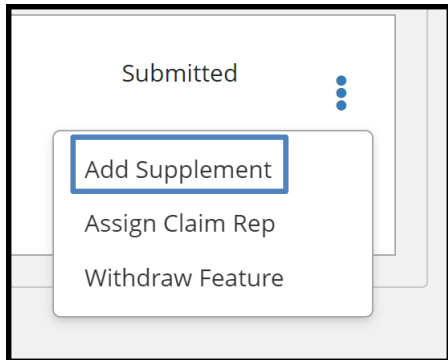 Submitted
Add Supplement
Assign Claim Rep
Withdraw Feature